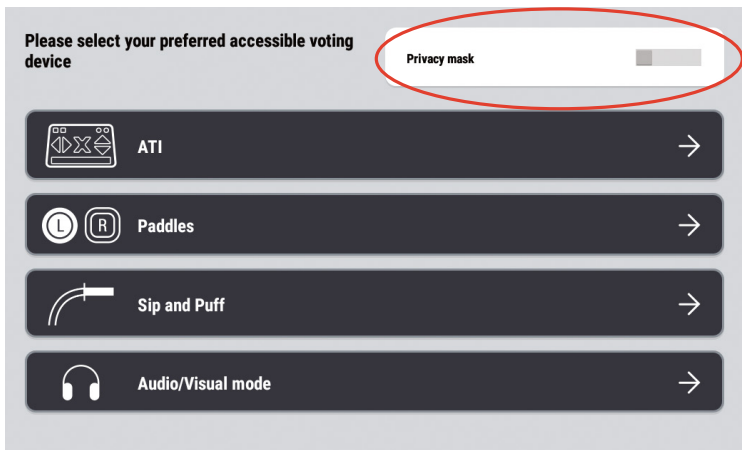 Please select your preferred accessible voting
device
Privacy mask
ATI
L R Paddles
Sip and Puff
Audio/Visual mode